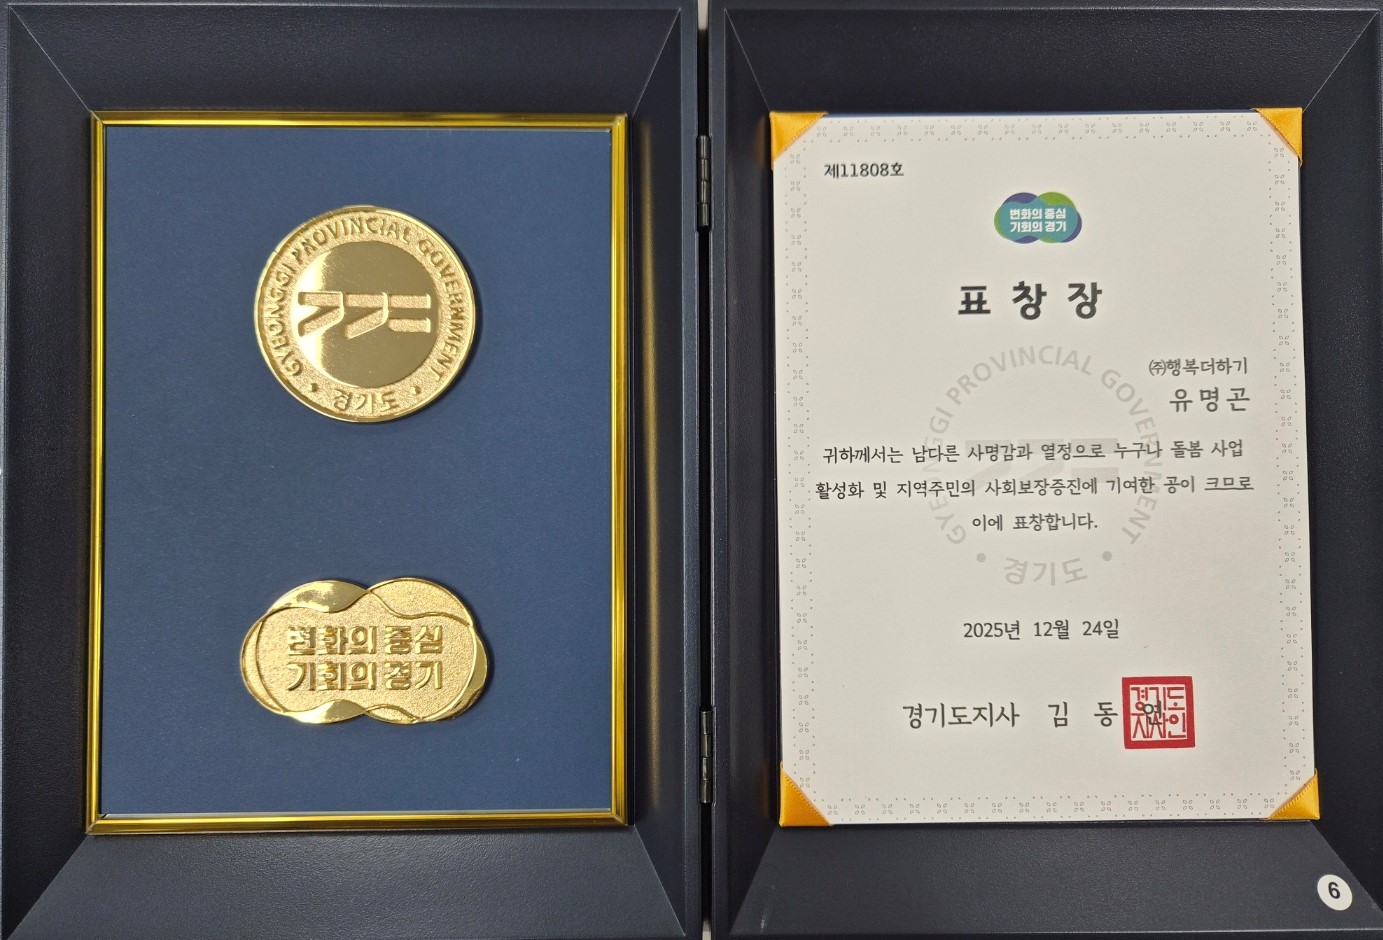 GYEONGGI PROVINCIAL GOVERNMENT
경기도
변화의 중심
기회의 경기
제11808호
변화의 중심
기회의 경기
표창장
㈜행복더하기
유명곤
귀하께서는 남다른 사명감과 열정으로 누구나 돌봄 사업
활성화 및 지역주민의 사회보장증진에 기여한 공이 크므로
이에 표창합니다.
GYEONGGI PROVINCIAL GOVERNMENT
경기도
2025년 12월 24일
경기도지사 김동연
경기도
지사인
6